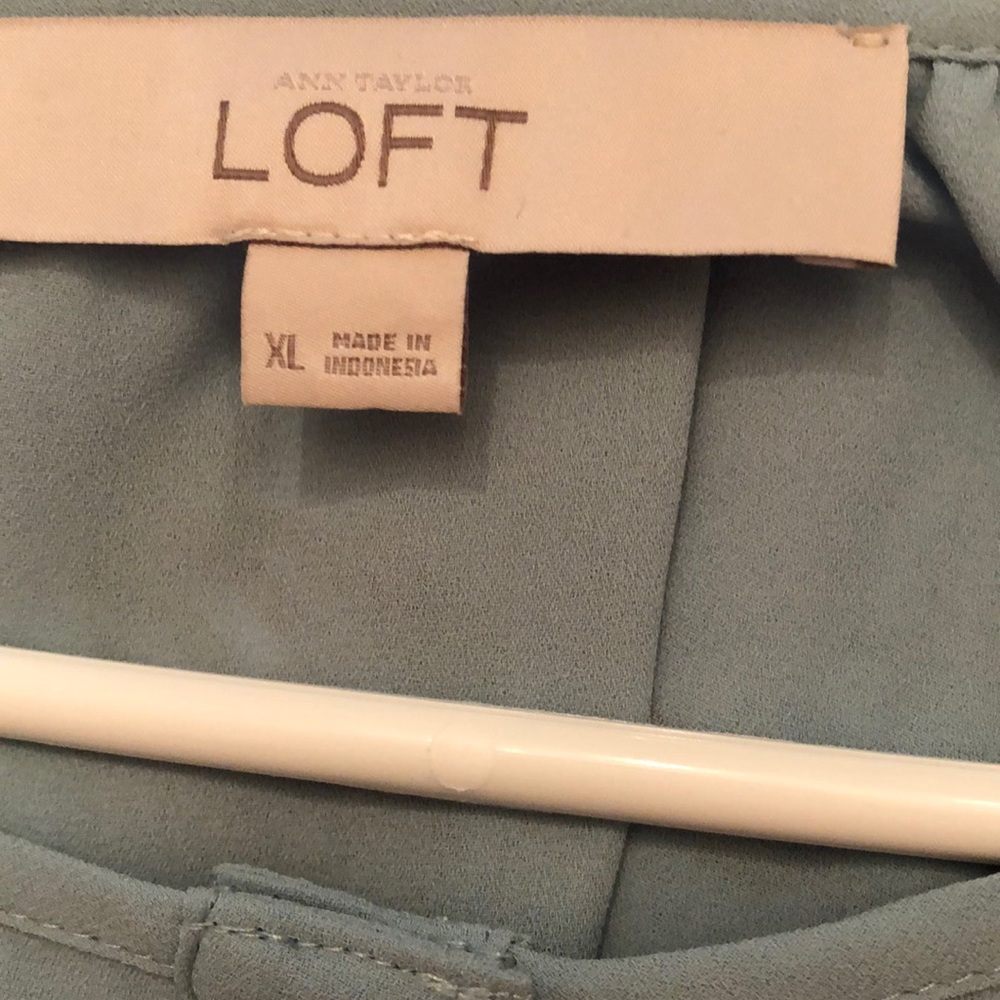 ANN TAYLOR
LOFT
XL
MADE IN
INDONESIA